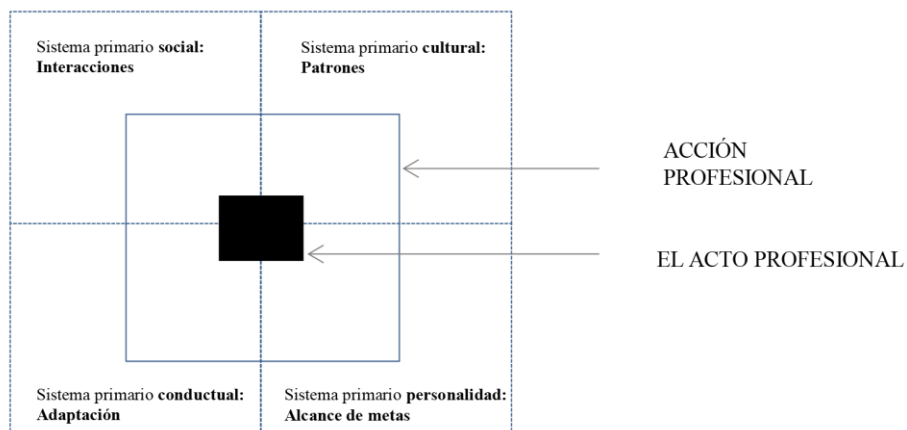 Sistema primario social:
Interacciones
Sistema primario cultural:
Patrones
ACCIÓN
PROFESIONAL
EL ACTO PROFESIONAL
Sistema primario conductual:
Adaptación
Sistema primario personalidad:
Alcance de metas